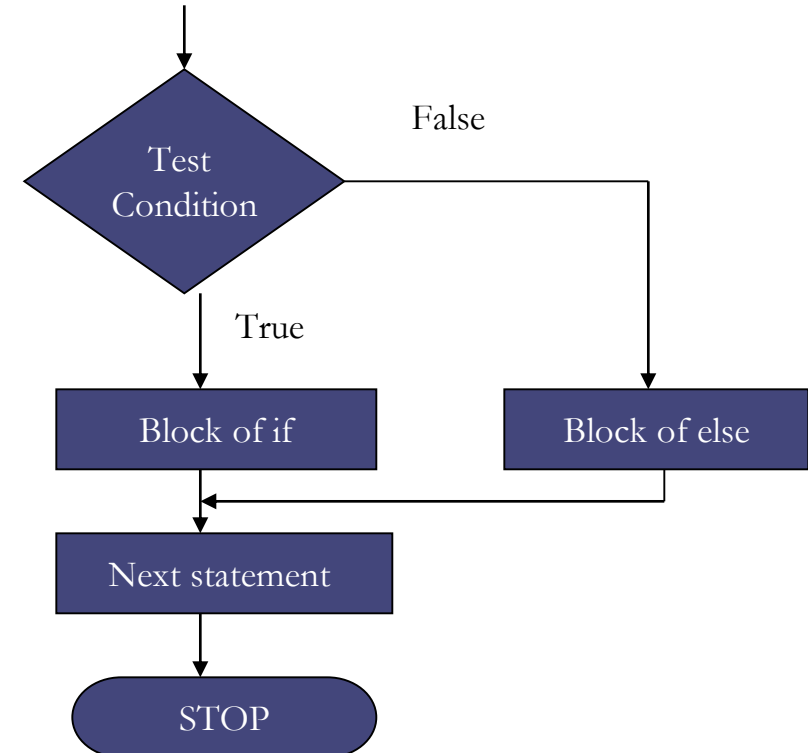 False
Test
Condition
True
Block of if
Block of else
Next statement
STOP